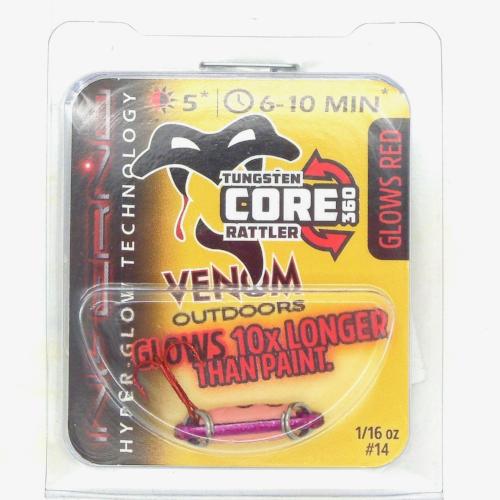 5* | 6-10 MIN*
GLOWS RED
INFERNO
HYPER-GLOW TECHNOLOGY
TUNGSTEN
CORE 360
RATTLER
VENOM
OUTDOORS
GLOWS 10x LONGER
THAN PAINT.
1/16 oz
#14